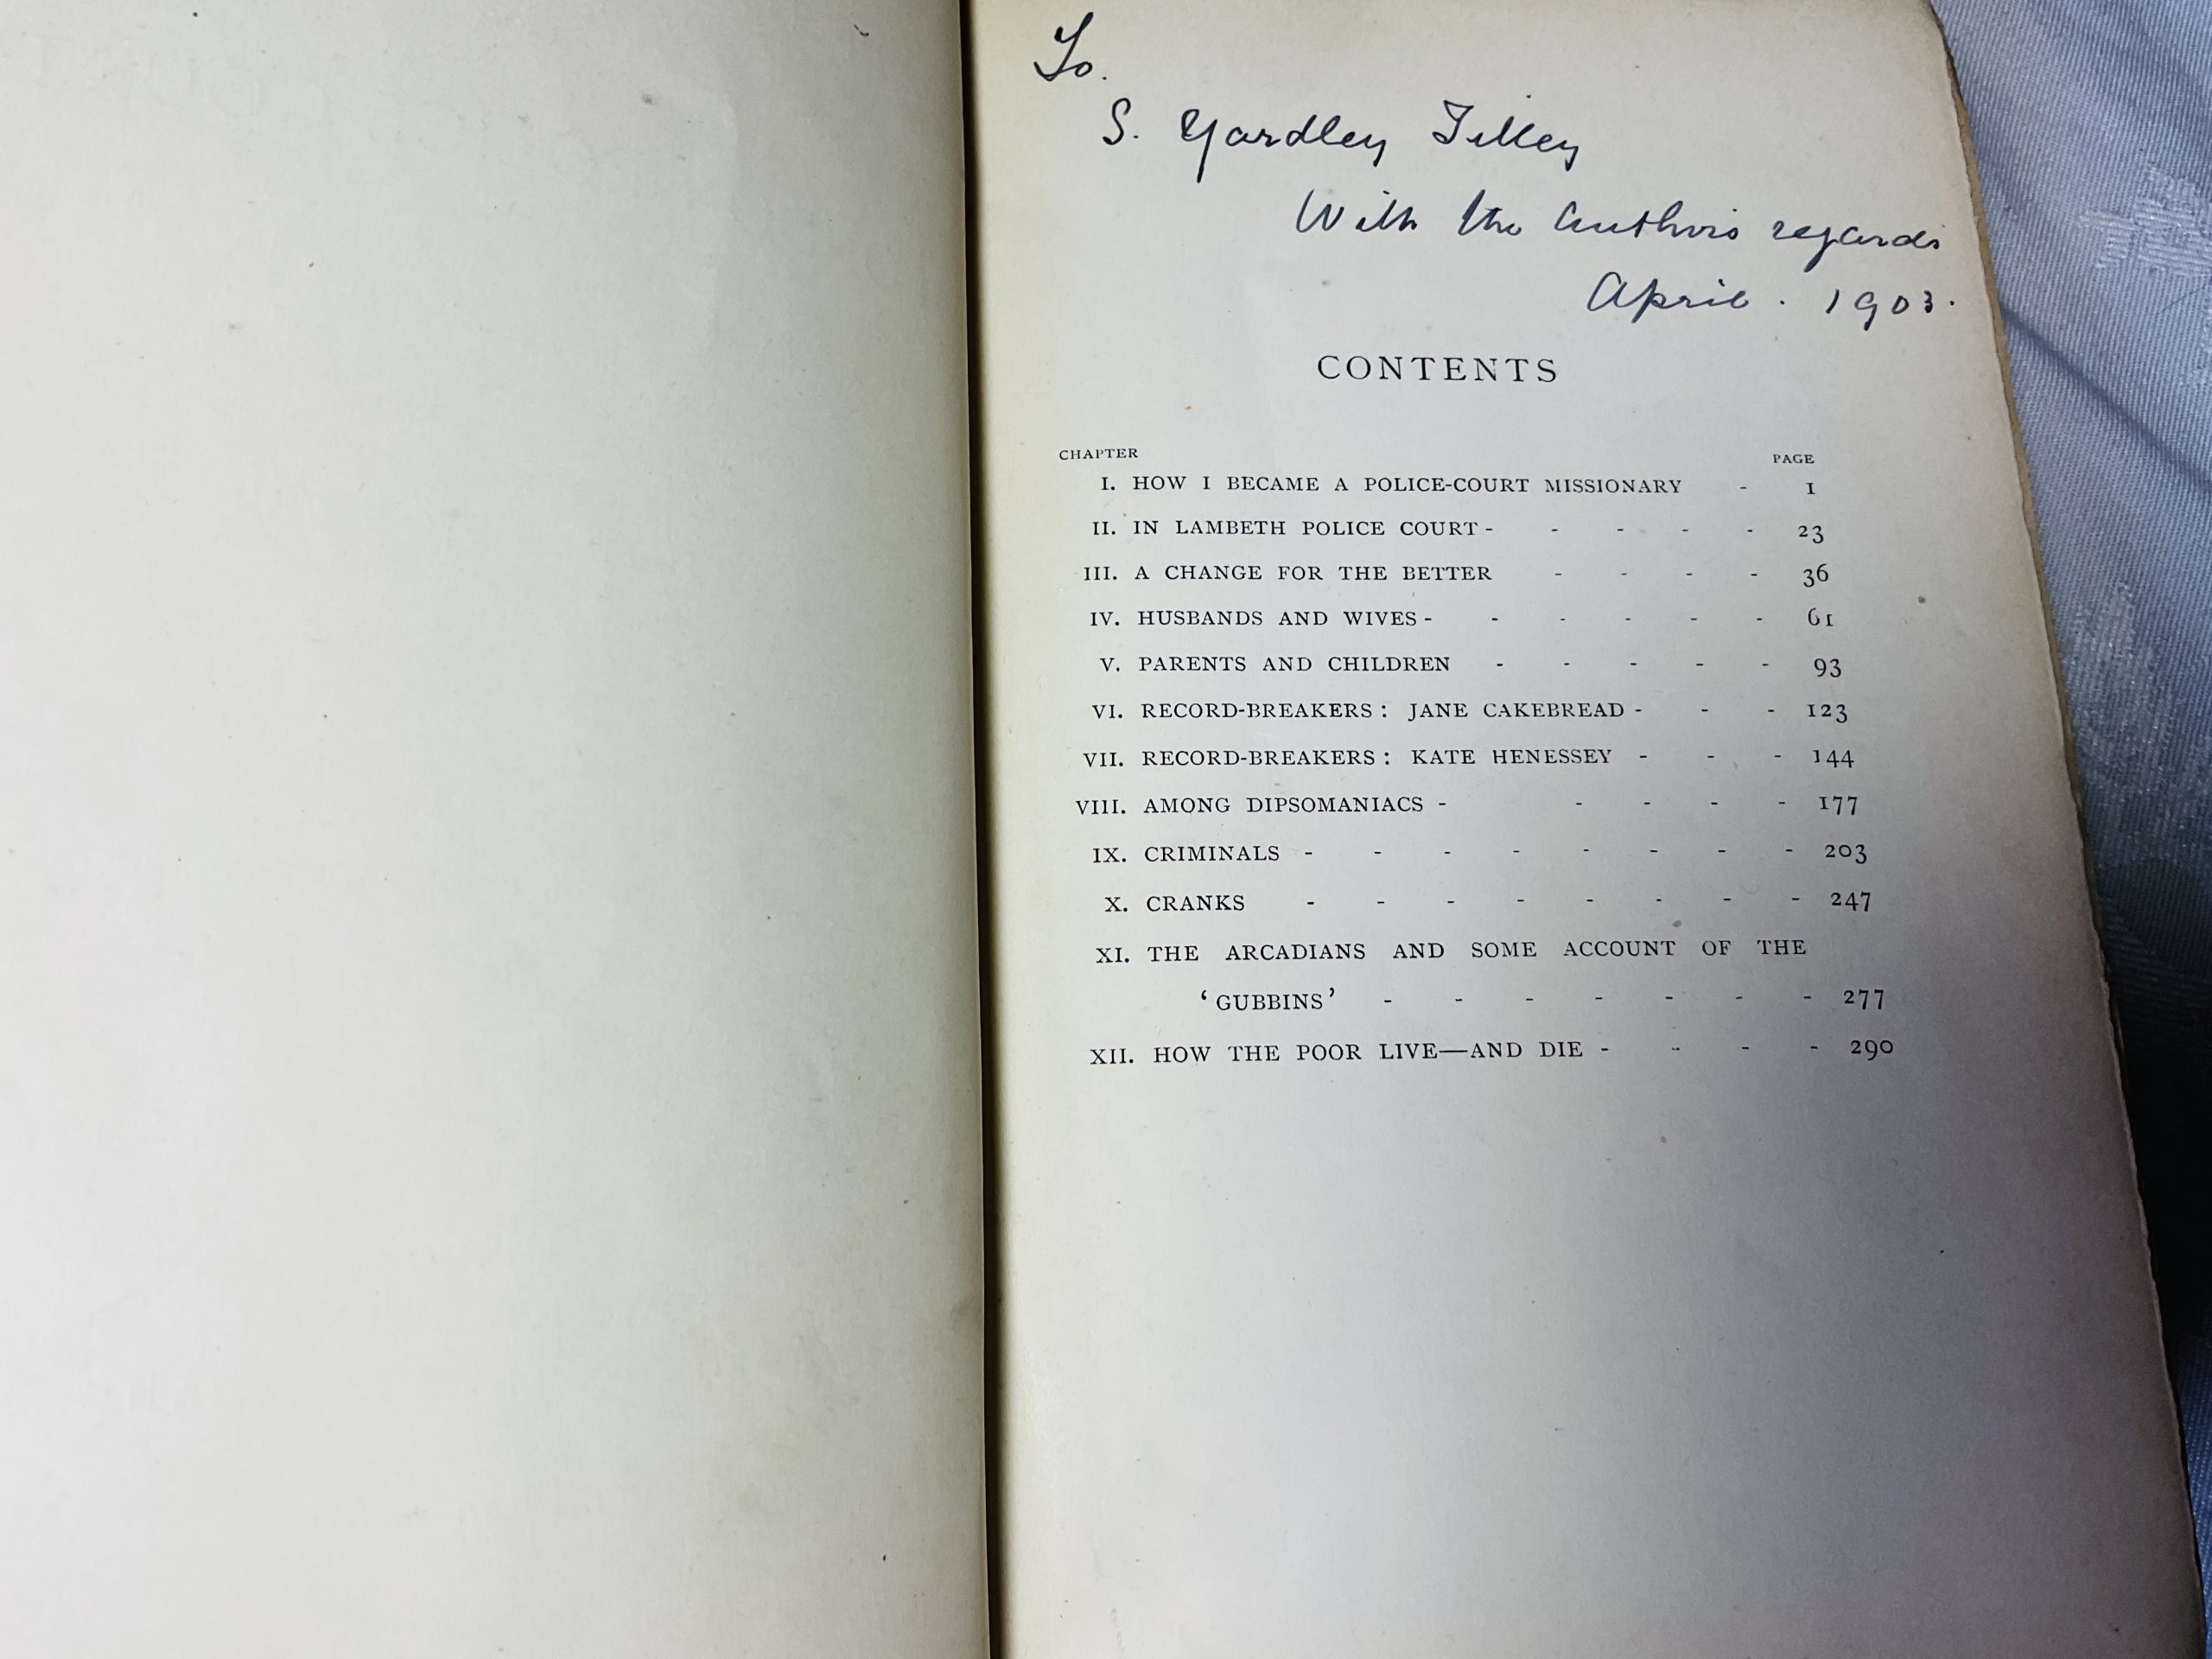 To.
S. Yardley Tilley
With the Authors regards
April . 1903.
CONTENTS
CHAPTER PAGE
I. HOW I BECAME A POLICE-COURT MISSIONARY - 1
II. IN LAMBETH POLICE COURT - - - - - 23
III. A CHANGE FOR THE BETTER - - - - 36
IV. HUSBANDS AND WIVES - - - - - - 61
V. PARENTS AND CHILDREN - - - - - 93
VI. RECORD-BREAKERS: JANE CAKEBREAD - - - 123
VII. RECORD-BREAKERS: KATE HENESSEY - - - 144
VIII. AMONG DIPSOMANIACS - - - - - 177
IX. CRIMINALS - - - - - - - - 203
X. CRANKS - - - - - - - - 247
XI. THE ARCADIANS AND SOME ACCOUNT OF THE
‘GUBBINS’ - - - - - - - 277
XII. HOW THE POOR LIVE—AND DIE - - - - 290